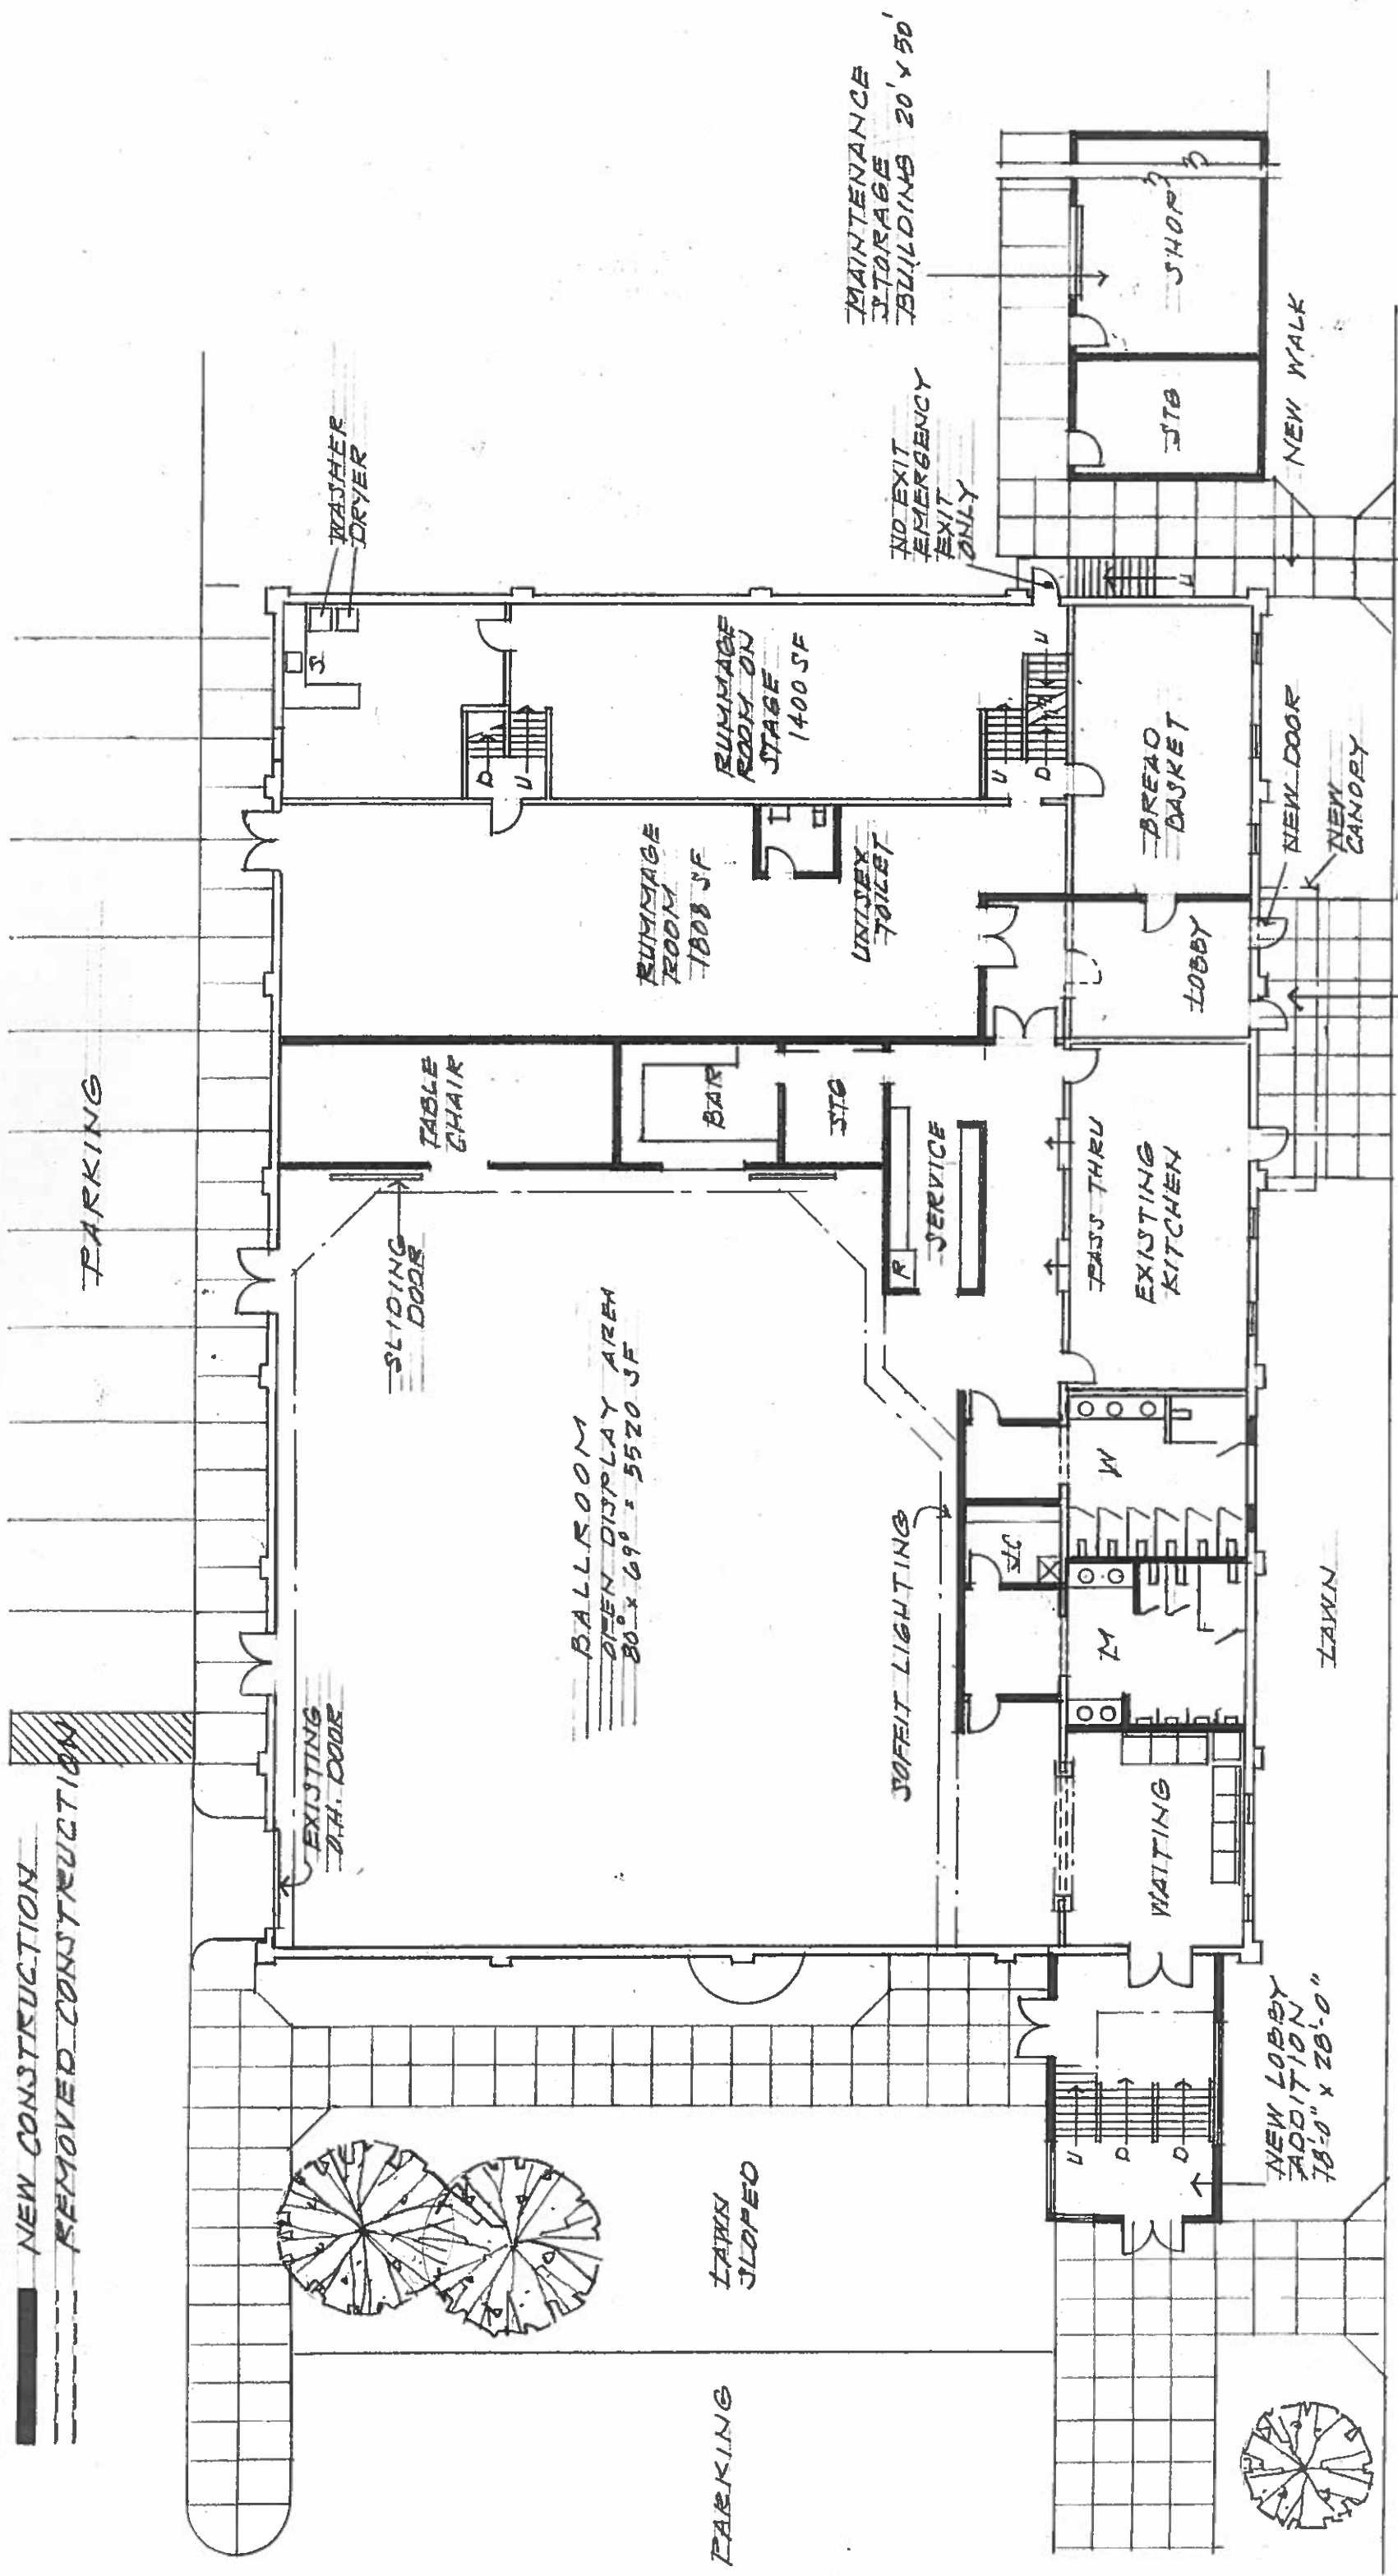 NEW CONSTRUCTION
REMOVED CONSTRUCTION
PARKING
WASHER
DRYER
S
D
U
RUMMAGE
ROOM ON
STAGE
1400 SF
RUMMAGE
ROOM
1808 SF
UNISEX
TOILET
U
D
U
NO EXIT
EMERGENCY
EXIT
ONLY
MAINTENANCE
STORAGE
BUILDING 20' x 50'
SHOP
STG
NEW WALK
U
TABLE
CHAIR
BAR
STG
SLIDING
DOOR
SERVICE
R
BREAD
BASKET
LOBBY
NEW DOOR
NEW
CANOPY
PASS THRU
EXISTING
KITCHEN
EXISTING
O.H. DOOR
BALLROOM
OPEN DISPLAY AREA
80° x 69° = 5520 SF
SOFFIT LIGHTING
JC
W
M
WAITING
LAWN
LAWN
SLOPED
PARKING
U
D
D
NEW LOBBY
ADDITION
78'-0" x 28'-0"